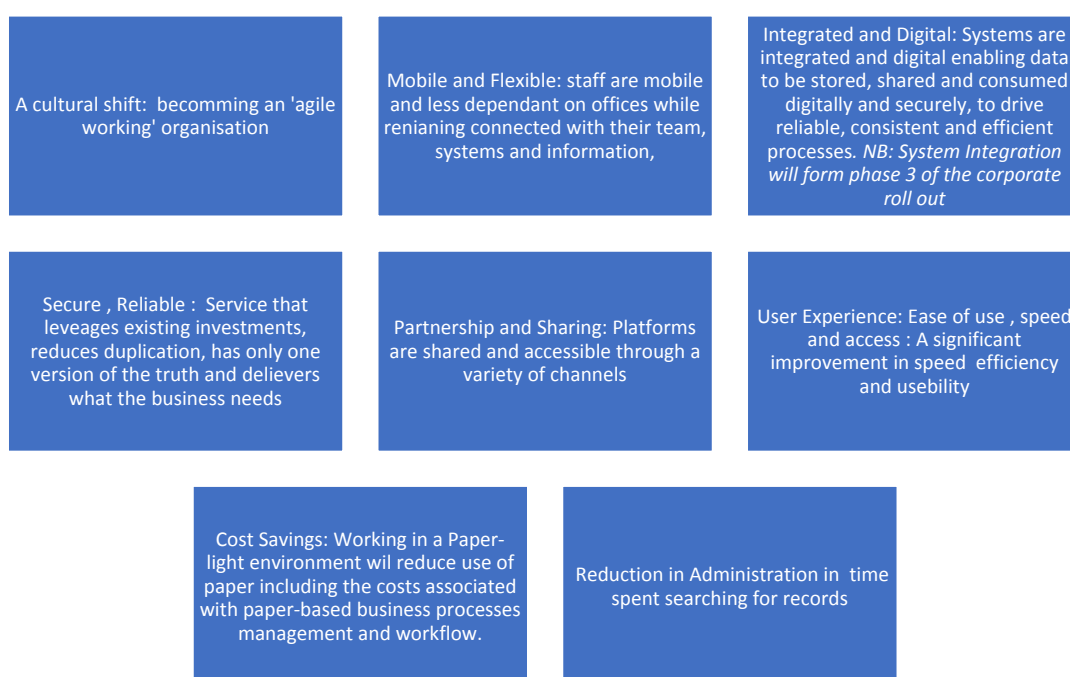 A cultural shift:  becomming an 'agile
working' organisation
Mobile and Flexible: staff are mobile
and less dependant on offices while
renianing connected with their team,
systems and information,
Integrated and Digital: Systems are
integrated and digital enabling data
to be stored, shared and consumed
digitally and securely, to drive
reliable, consistent and efficient
processes. NB: System Integration
will form phase 3 of the corporate
roll out
Secure , Reliable :  Service that
leveages existing investments,
reduces duplication, has only one
version of the truth and delievers
what the business needs
Partnership and Sharing: Platforms
are shared and accessible through a
variety of channels
User Experience: Ease of use , speed
and access : A significant
improvement in speed  efficiency
and usebility
Cost Savings: Working in a Paper-
light environment wil reduce use of
paper including the costs associated
with paper-based business processes
management and workflow.
Reduction in Administration in  time
spent searching for records